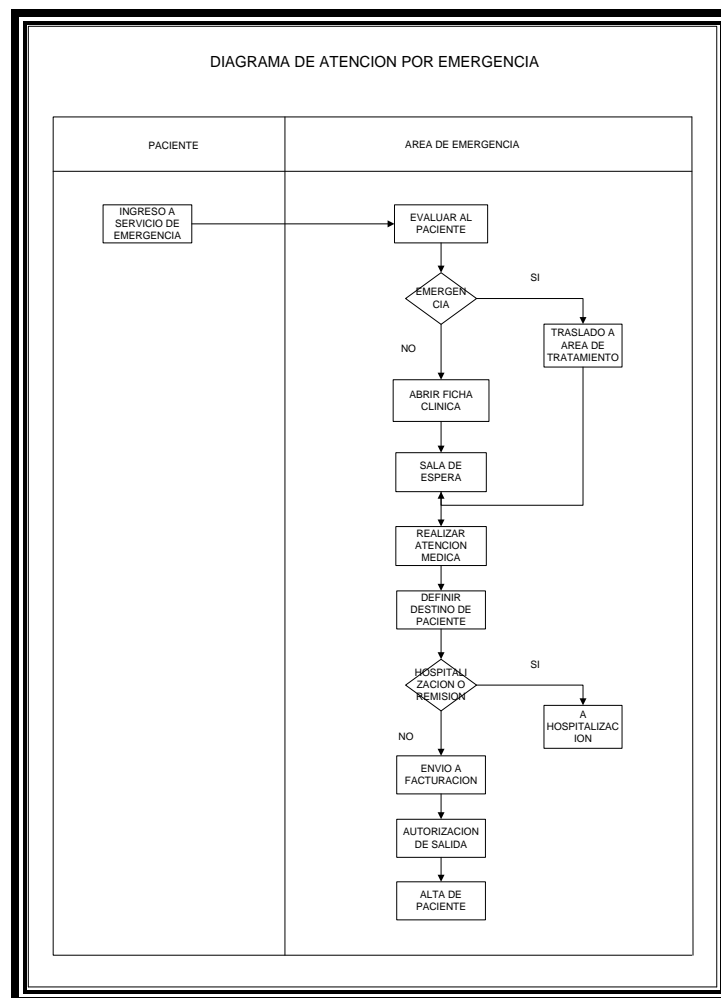 DIAGRAMA DE ATENCION POR EMERGENCIA
PACIENTE
AREA DE EMERGENCIA
INGRESO A
SERVICIO DE
EMERGENCIA
EVALUAR AL
PACIENTE
EMERGEN
CIA
SI
TRASLADO A
AREA DE
TRATAMIENTO
NO
ABRIR FICHA
CLINICA
SALA DE
ESPERA
REALIZAR
ATENCION
MEDICA
DEFINIR
DESTINO DE
PACIENTE
HOSPITALI
ZACION O
REMISION
SI
A
HOSPITALIZAC
ION
NO
ENVIO A
FACTURACION
AUTORIZACION
DE SALIDA
ALTA DE
PACIENTE